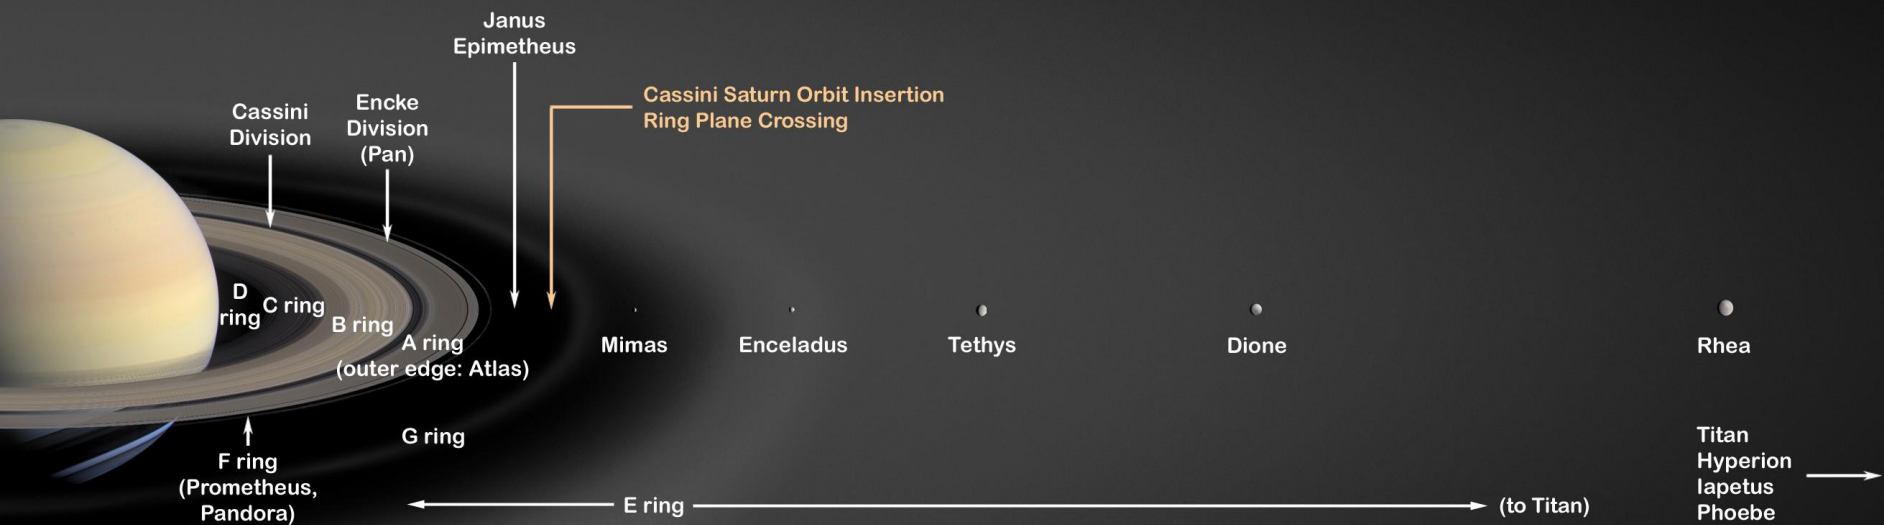 Janus
Epimetheus
Cassini Saturn Orbit Insertion
Ring Plane Crossing
Cassini
Division
Encke
Division
(Pan)
D
ring
C ring
B ring
A ring
(outer edge: Atlas)
Mimas
Enceladus
Tethys
Dione
Rhea
G ring
F ring
(Prometheus,
Pandora)
E ring
(to Titan)
Titan
Hyperion
Iapetus
Phoebe